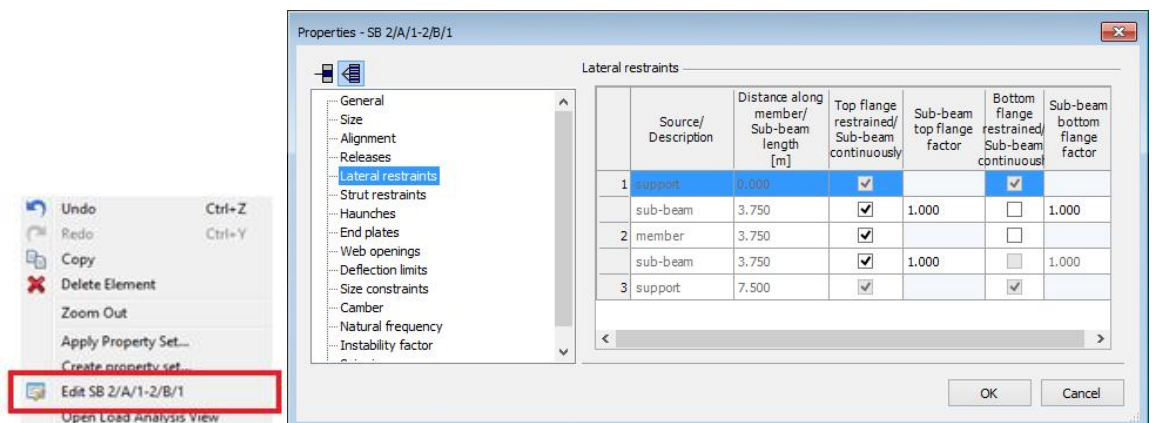 Undo Ctrl+Z
Redo Ctrl+Y
Copy
Delete Element
Zoom Out
Apply Property Set...
Create property set...
Edit SB 2/A/1-2/B/1
Open Load Analysis View
Properties - SB 2/A/1-2/B/1
General
Size
Alignment
Releases
Lateral restraints
Strut restraints
Haunches
End plates
Web openings
Deflection limits
Size constraints
Camber
Natural frequency
Instability factor
Lateral restraints
Source/
Description
Distance along
member/
Sub-beam
length
[m]
Top flange
restrained/
Sub-beam
continuously
Sub-beam
top flange
factor
Bottom
flange
restrained/
Sub-beam
continousl
Sub-beam
bottom
flange
factor
1 support 0.000
sub-beam 3.750 1.000 1.000
2 member 3.750
sub-beam 3.750 1.000 1.000
3 support 7.500
OK Cancel